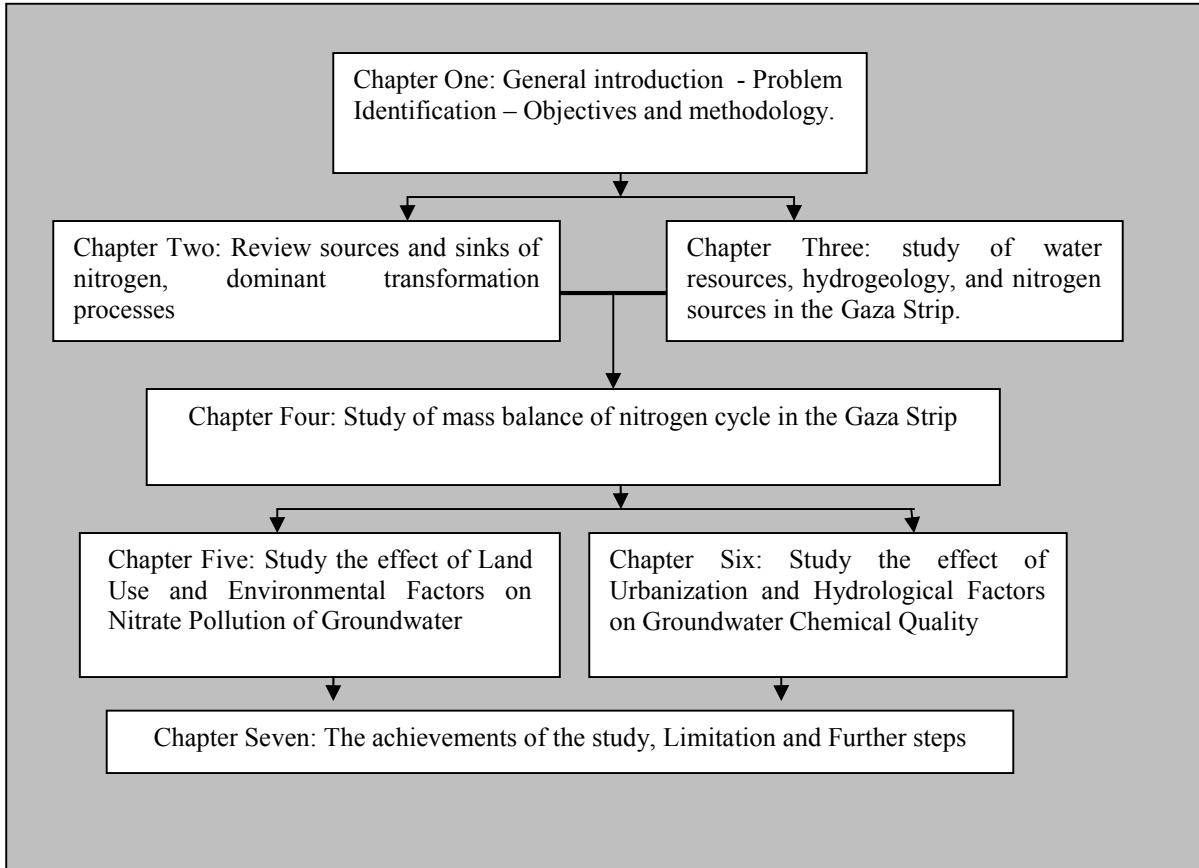 Chapter One: General introduction - Problem
Identification – Objectives and methodology.
Chapter Two: Review sources and sinks of
nitrogen, dominant transformation
processes
Chapter Three: study of water
resources, hydrogeology, and nitrogen
sources in the Gaza Strip.
Chapter Four: Study of mass balance of nitrogen cycle in the Gaza Strip
Chapter Five: Study the effect of Land
Use and Environmental Factors on
Nitrate Pollution of Groundwater
Chapter Six: Study the effect of
Urbanization and Hydrological Factors
on Groundwater Chemical Quality
Chapter Seven: The achievements of the study, Limitation and Further steps